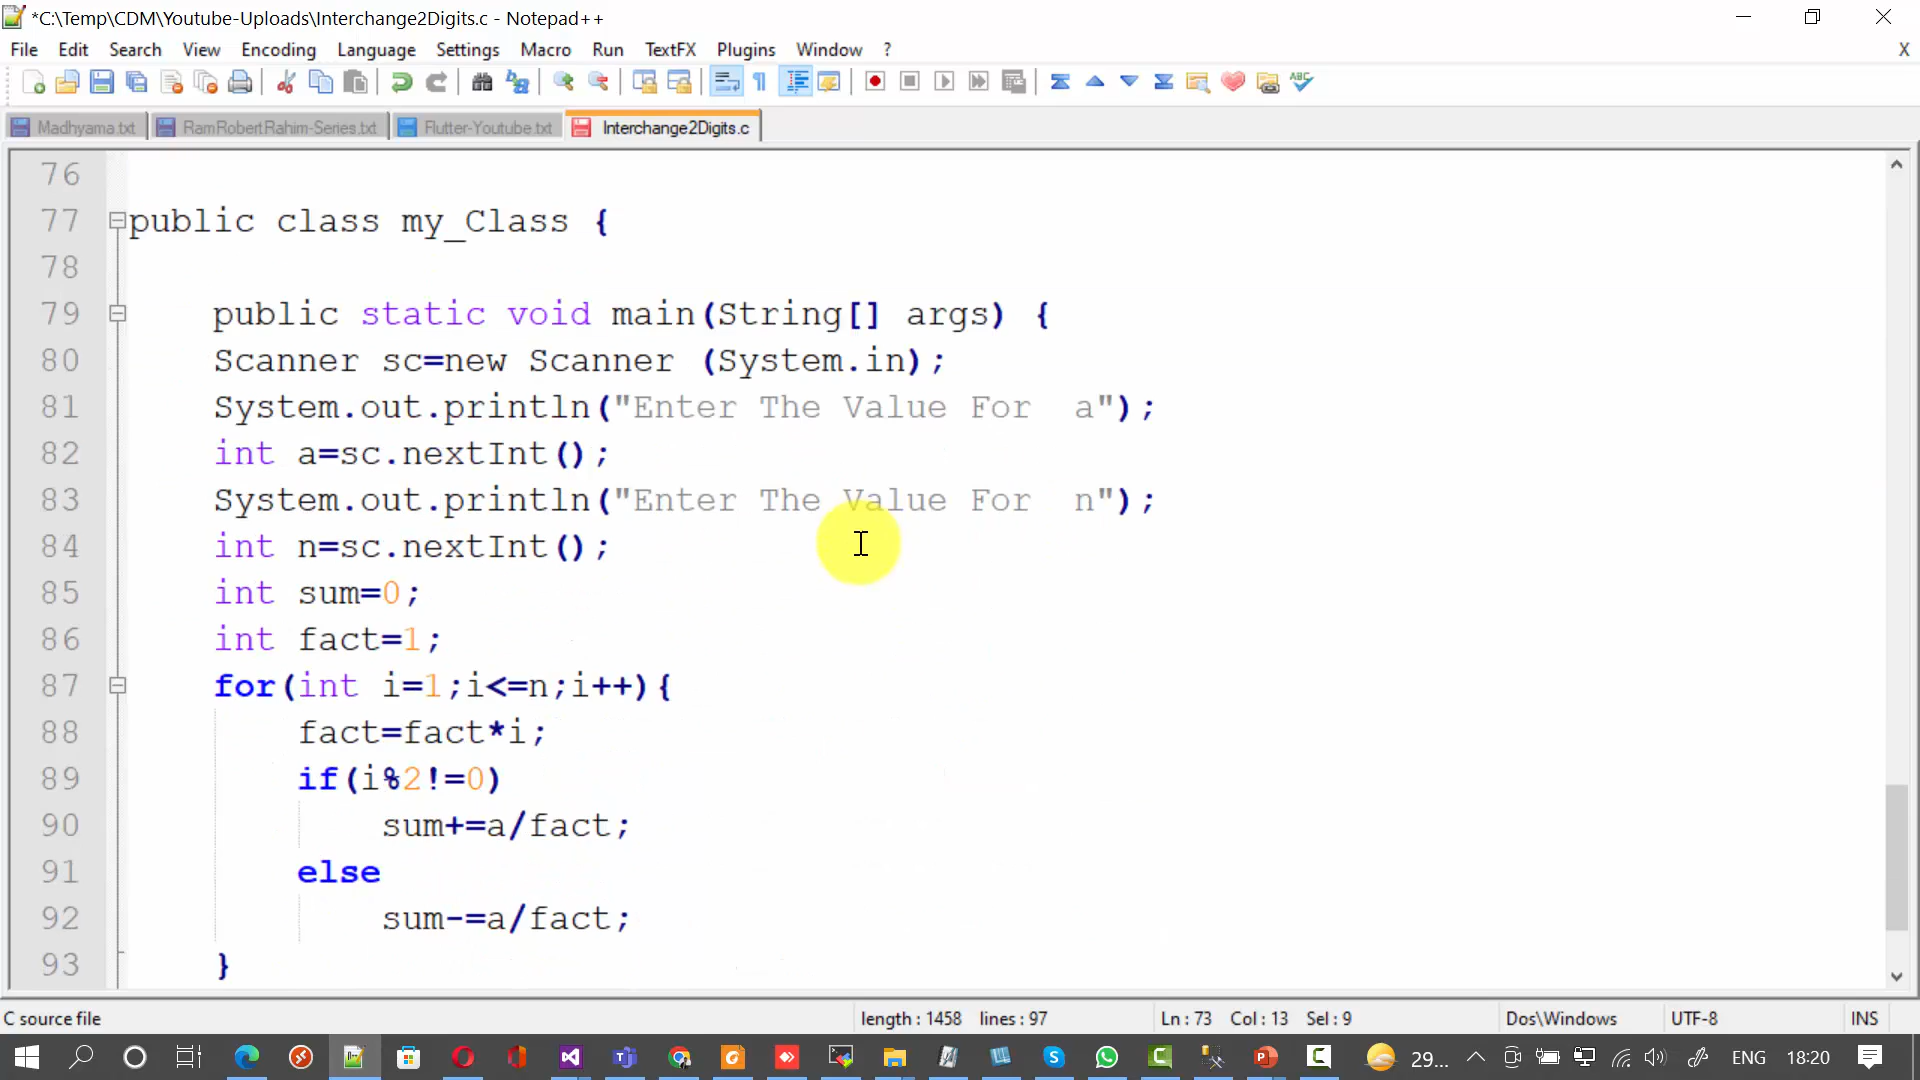 *C:\Temp\CDM\Youtube-Uploads\Interchange2Digits.c - Notepad++
File Edit Search View Encoding Language Settings Macro Run TextFX Plugins Window ? X
Madhyama.txt RamRobertRahim-Series.txt Flutter-Youtube.txt Interchange2Digits.c
76
77 public class my_Class {
78
79 public static void main(String[] args) {
80 Scanner sc=new Scanner (System.in);
81 System.out.println("Enter The Value For  a");
82 int a=sc.nextInt();
83 System.out.println("Enter The Value For  n");
84 int n=sc.nextInt();
85 int sum=0;
86 int fact=1;
87 for(int i=1;i<=n;i++){
88 fact=fact*i;
89 if(i%2!=0)
90 sum+=a/fact;
91 else
92 sum-=a/fact;
93 }
C source file length : 1458 lines : 97 Ln : 73 Col : 13 Sel : 9 Dos\Windows UTF-8 INS
29... ENG 18:20